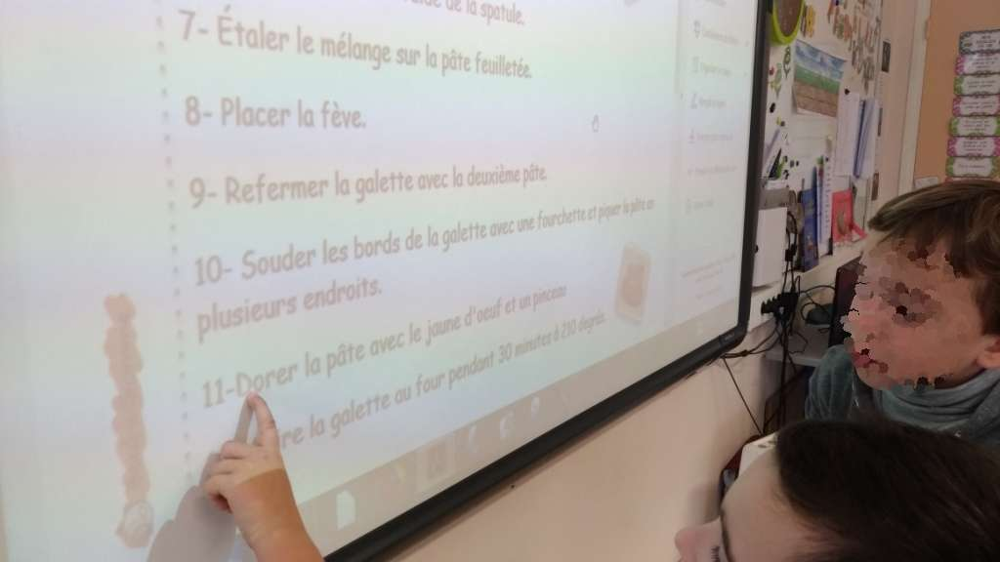 de la spatule.
7- Étaler le mélange sur la pâte feuilletée.
8- Placer la fève.
9- Refermer la galette avec la deuxième pâte.
10- Souder les bords de la galette avec une fourchette et piquer la pâte en
plusieurs endroits.
11-Dorer la pâte avec le jaune d'oeuf et un pinceau
re la galette au four pendant 30 minutes à 210 degrés.